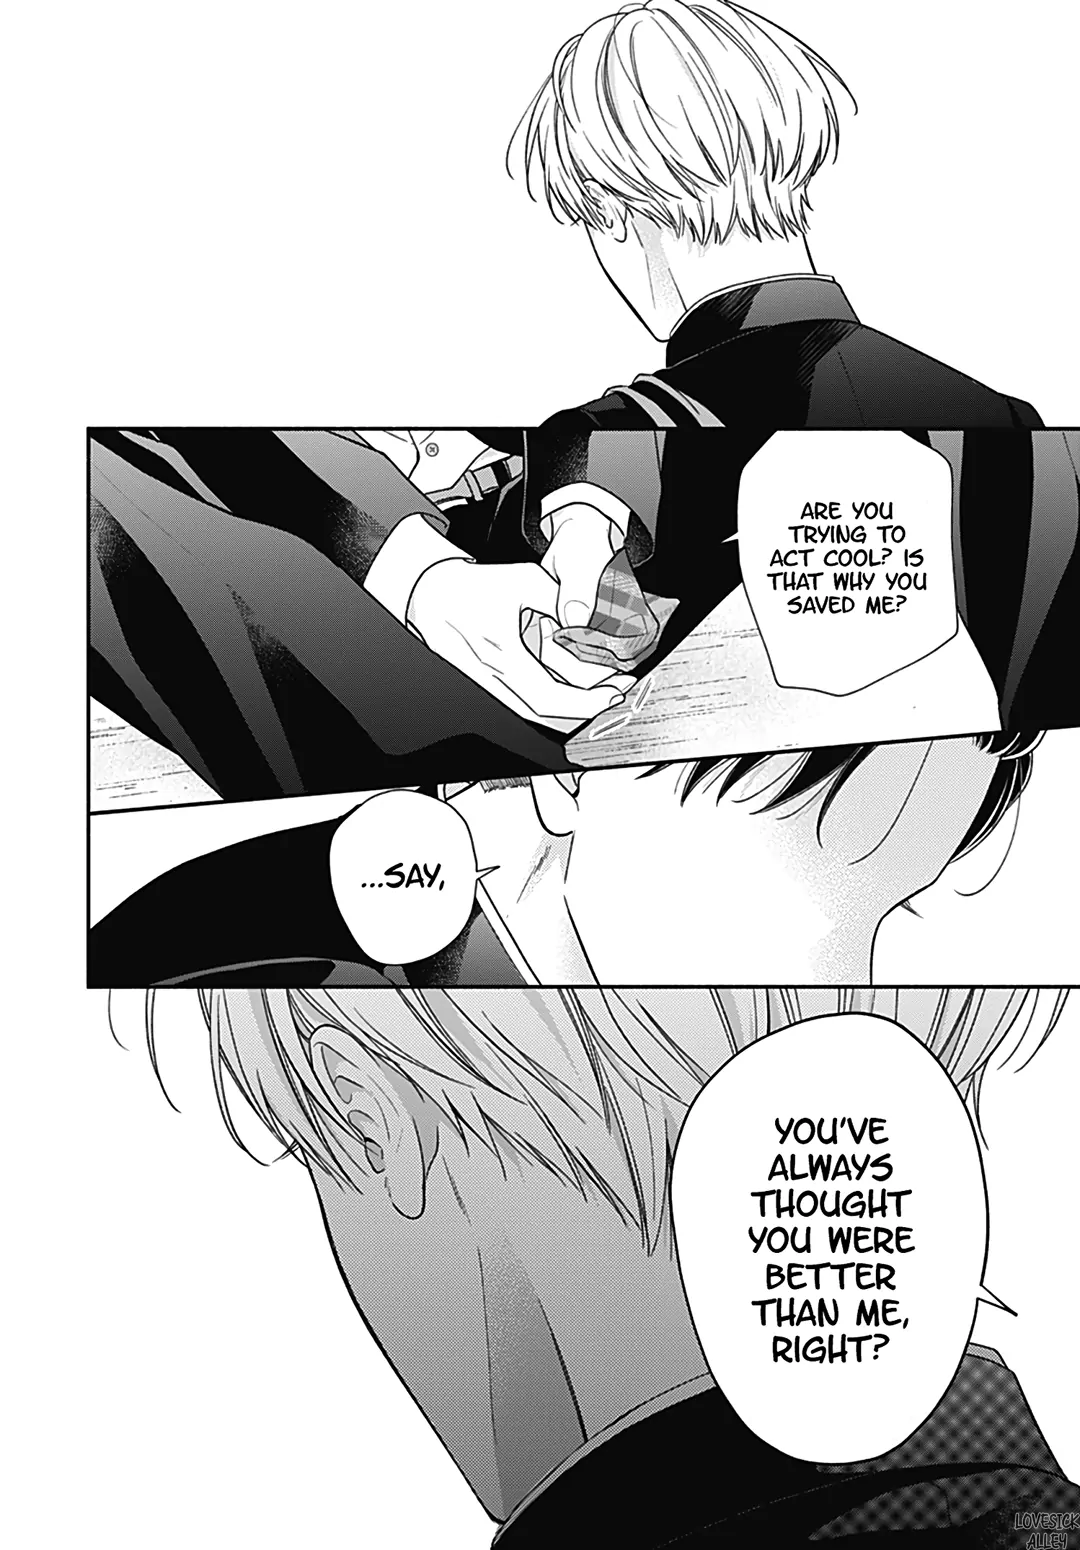 ARE YOU
TRYING TO
ACT COOL? IS
THAT WHY YOU
SAVED ME?
...SAY,
YOU'VE
ALWAYS
THOUGHT
YOU WERE
BETTER
THAN ME,
RIGHT?
LOVESICK
ALLEY